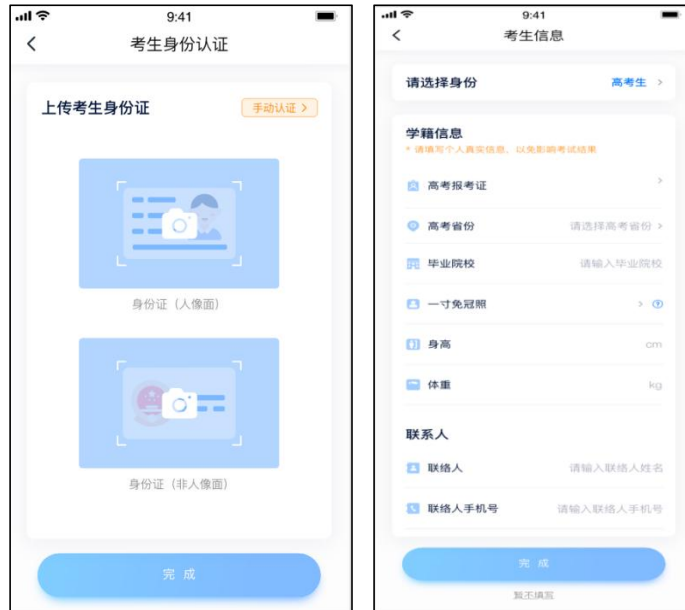 9:41
考生身份认证
上传考生身份证
手动认证 >
身份证（人像面）
身份证（非人像面）
完 成
9:41
考生信息
请选择身份 高考生 >
学籍信息
* 请填写个人真实信息，以免影响考试结果
高考报考证 >
高考省份 请选择高考省份 >
毕业院校 请输入毕业院校
一寸免冠照 >
身高 cm
体重 kg
联系人
联络人 请输入联络人姓名
联络人手机号 请输入联络人手机号
完 成
暂不填写